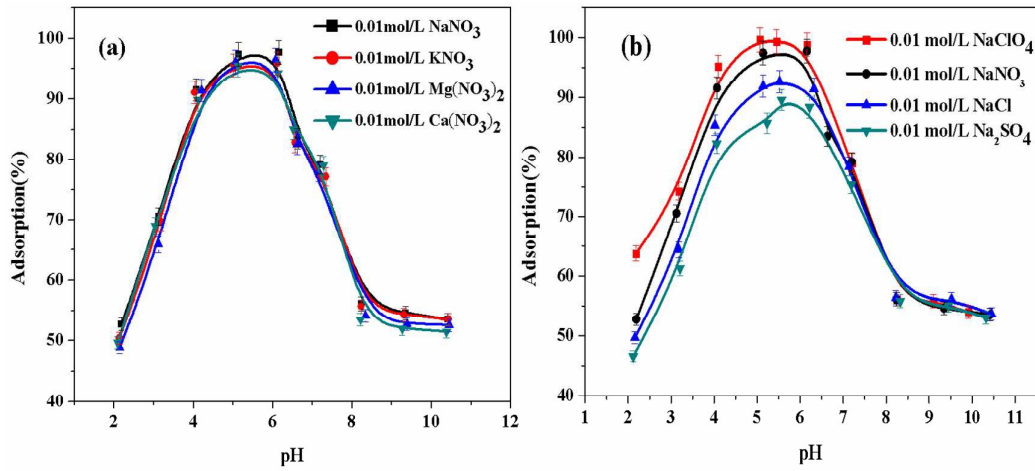 (a)
0.01mol/L NaNO3
0.01mol/L KNO3
0.01mol/L Mg(NO3)2
0.01mol/L Ca(NO3)2
Adsorption(%)
100
90
80
70
60
50
40
2
4
6
8
10
12
pH
(b)
0.01 mol/L NaClO4
0.01 mol/L NaNO3
0.01 mol/L NaCl
0.01 mol/L Na2SO4
Adsorption(%)
100
90
80
70
60
50
40
1
2
3
4
5
6
7
8
9
10
11
pH